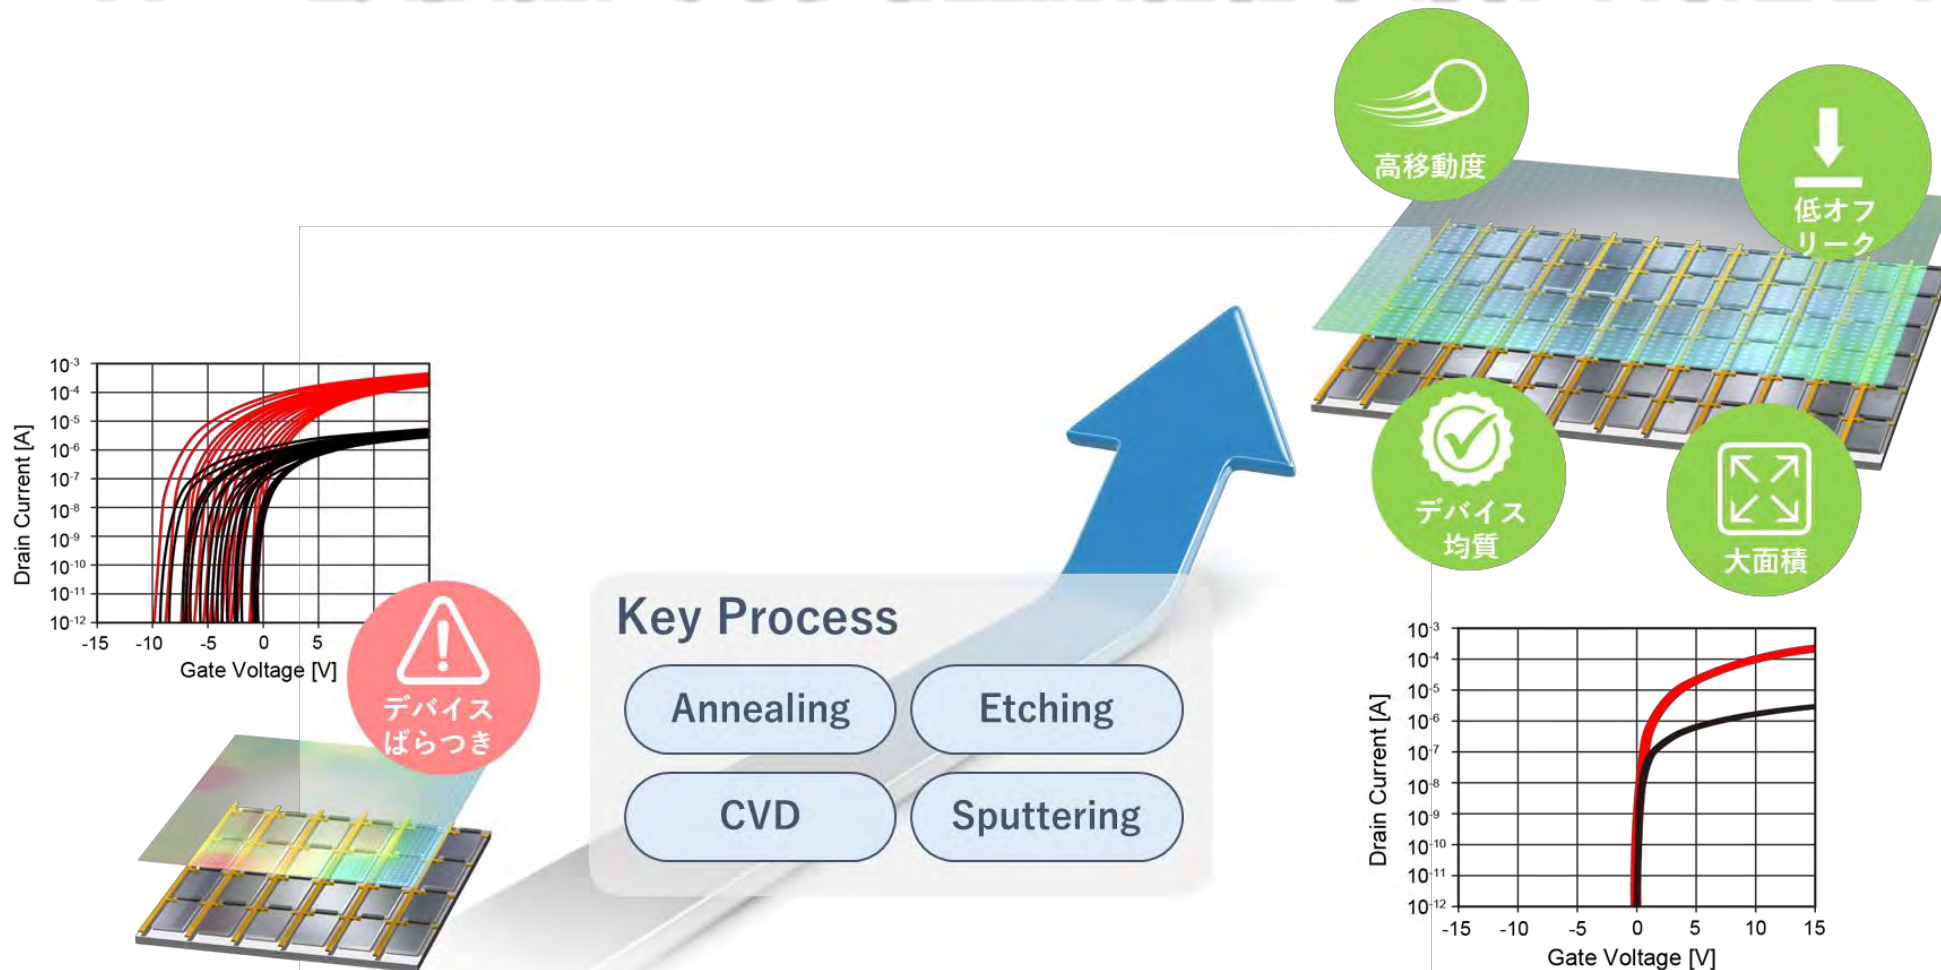 高移動度
低オフ
リーク
10-3
10-4
10-5
10-6
10-7
10-8
10-9
10-10
10-11
10-12
Drain Current [A]
-15 -10 -5 0 5
Gate Voltage [V]
デバイス
ばらつき
Key Process
Annealing
Etching
CVD
Sputtering
デバイス
均質
大面積
10-3
10-4
10-5
10-6
10-7
10-8
10-9
10-10
10-11
10-12
Drain Current [A]
-15 -10 -5 0 5 10 15
Gate Voltage [V]